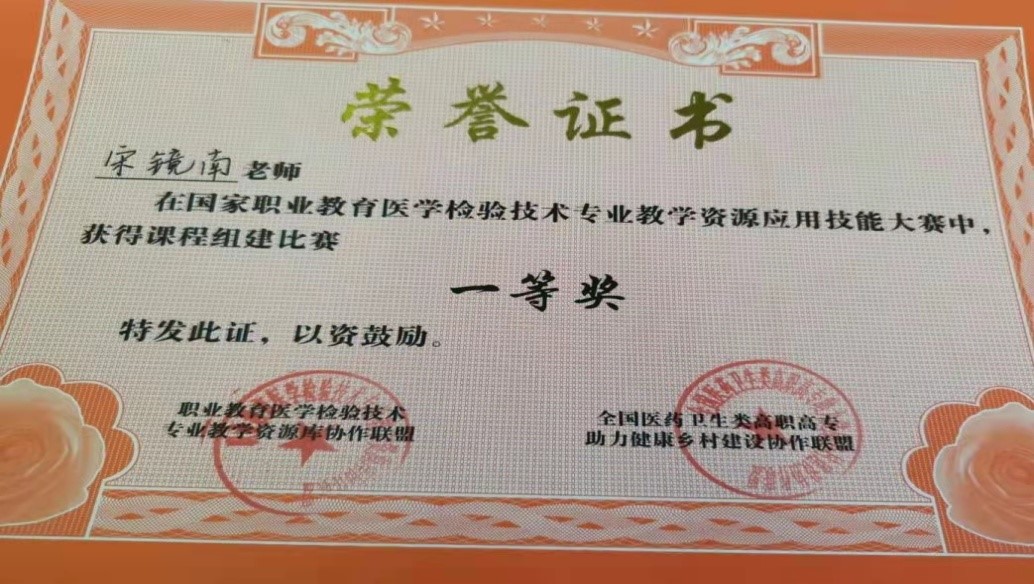 荣誉证书
宋镜南 老师
在国家职业教育医学检验技术专业教学资源应用技能大赛中，
获得课程组建比赛
一等奖
特发此证，以资鼓励。
职业教育医学检验技术
专业教学资源库协作联盟
全国医药卫生类高职高专
助力健康乡村建设协作联盟